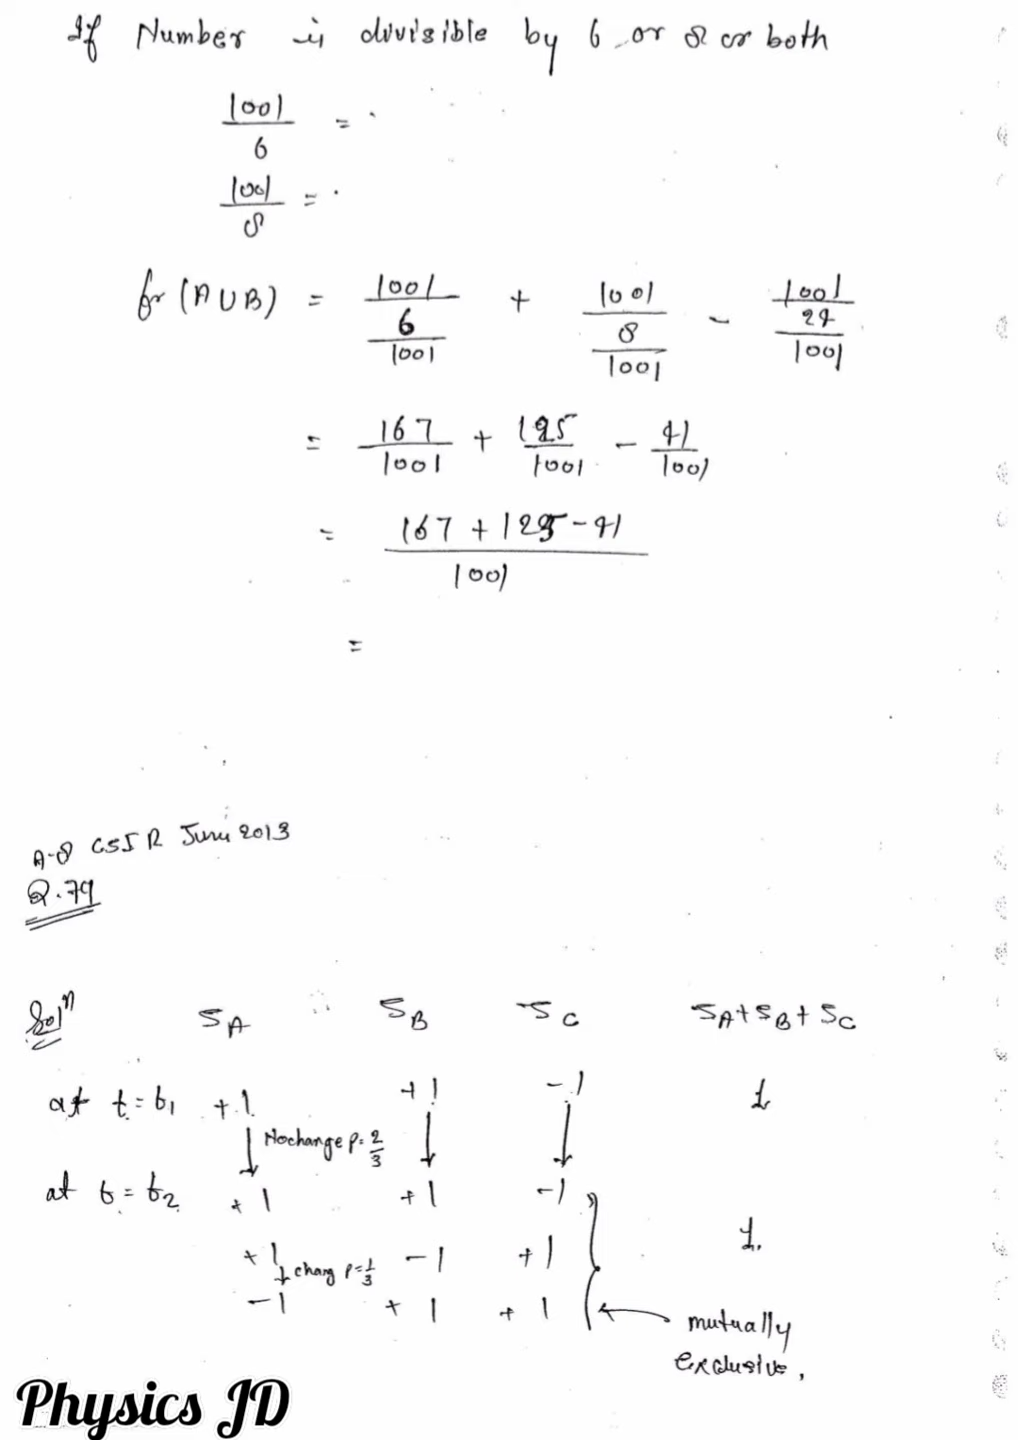 If Number is divisible by 6 or 8 or both
1001/6 =
1001/8 =
for (A∪B) = (1001/6)/1001 + (1001/8)/1001 - (1001/24)/1001
= 167/1001 + 125/1001 - 41/1001
= (167 + 125 - 41)/1001
=
A-8 CSIR June 2013
Q.74
Solⁿ S_A S_B S_C S_A + S_B + S_C
at t = t₁ +1 +1 -1 1
No change P = 2/3
at t = t₂ +1 +1 -1
+1 -1 +1 1.
chang P = 1/3
-1 +1 +1
mutually
exclusive,
Physics JD